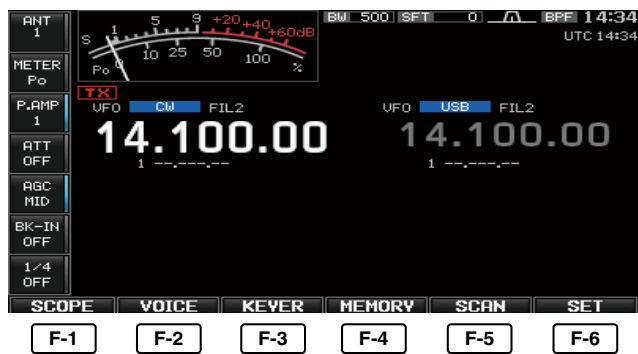 ANT
1
S 1 5 9 +20 +40 +60dB
Po 0 10 25 50 100 %
BW 500 SFT 0 BPF 14:34
UTC 14:34
METER
Po
P.AMP
1
ATT
OFF
AGC
MID
BK-IN
OFF
1/4
OFF
TX
VFO CW FIL2
14.100.00
1 --.---.--
VFO USB FIL2
14.100.00
1 --.---.--
SCOPE VOICE KEYER MEMORY SCAN SET
F-1 F-2 F-3 F-4 F-5 F-6